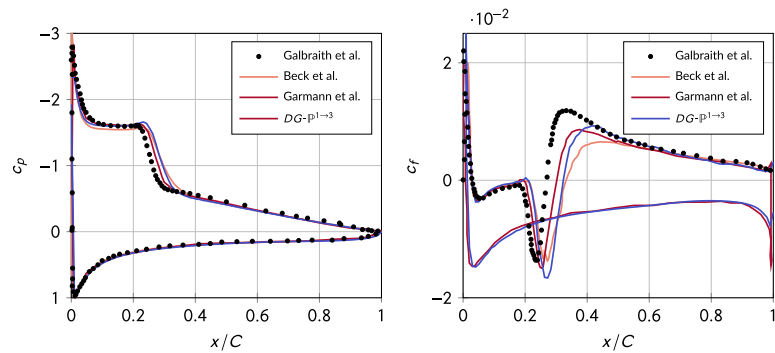 −3
−2
−1
0
1
0
0.2
0.4
0.6
0.8
1
x/C
c_p
Galbraith et al.
Beck et al.
Garmann et al.
DG-ℙ¹→³
·10⁻²
2
0
−2
0
0.2
0.4
0.6
0.8
1
x/C
c_f
Galbraith et al.
Beck et al.
Garmann et al.
DG-ℙ¹→³